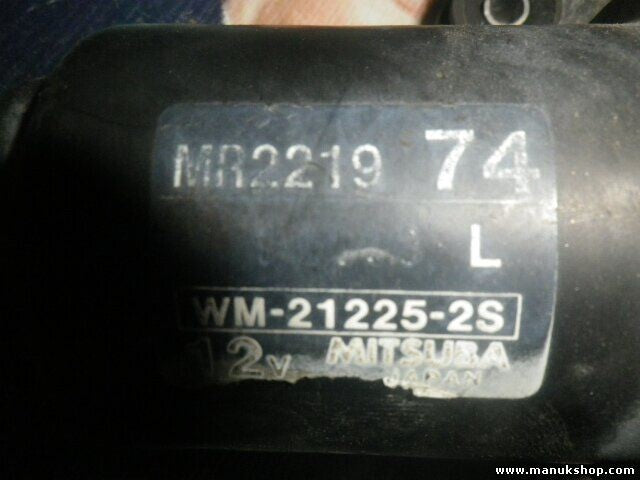 MR2219 74
L
WM-21225-2S
12V MITSUBA
JAPAN
www.manukshop.com